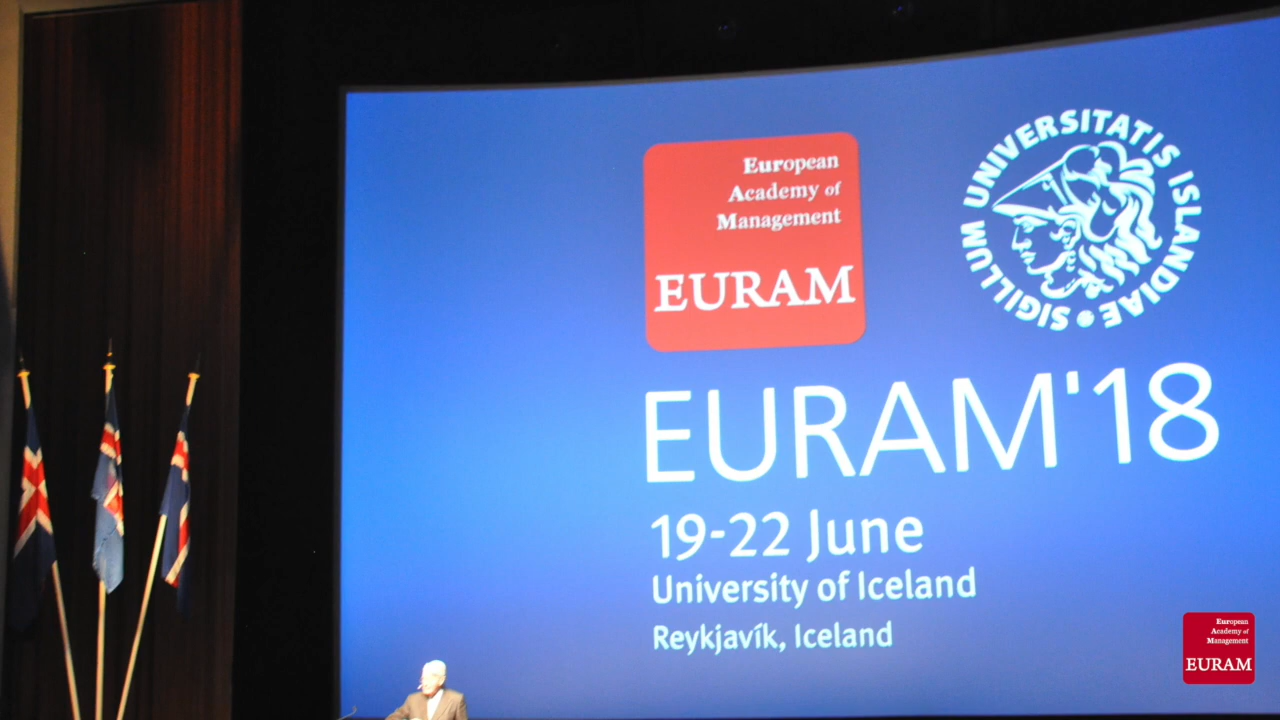 European
Academy of
Management
EURAM
SIGILLUM UNIVERSITATIS ISLANDIAE
EURAM'18
19-22 June
University of Iceland
Reykjavík, Iceland
European
Academy of
Management
EURAM